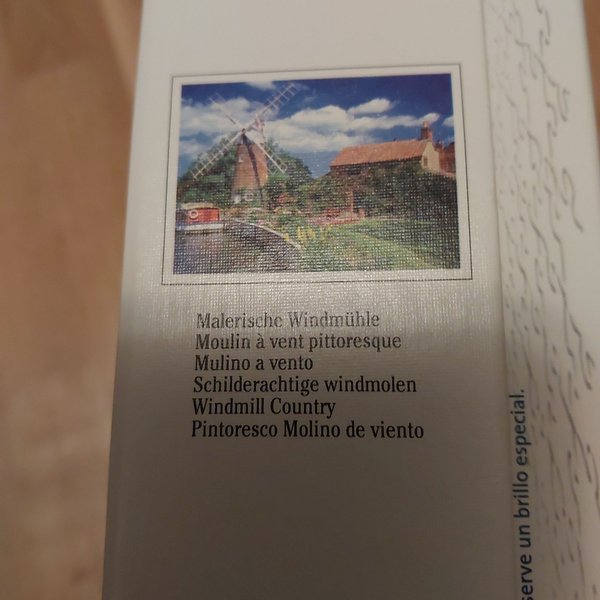 Malerische Windmühle
Moulin à vent pittoresque
Mulino a vento
Schilderachtige windmolen
Windmill Country
Pintoresco Molino de viento
serve un brillo especial.